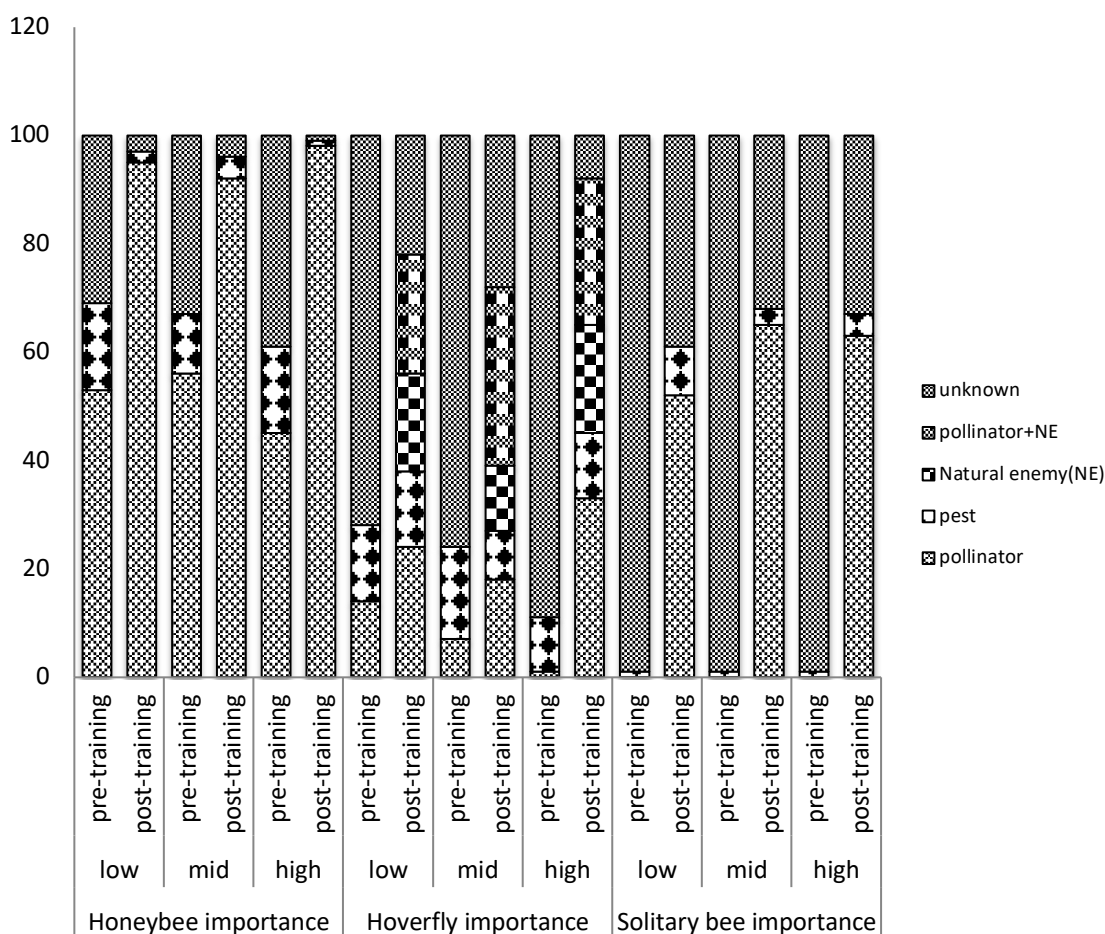 120
100
80
60
40
20
0
pre-training
post-training
pre-training
post-training
pre-training
post-training
pre-training
post-training
pre-training
post-training
pre-training
post-training
pre-training
post-training
pre-training
post-training
pre-training
post-training
low
mid
high
low
mid
high
low
mid
high
Honeybee importance
Hoverfly importance
Solitary bee importance
unknown
pollinator+NE
Natural enemy(NE)
pest
pollinator